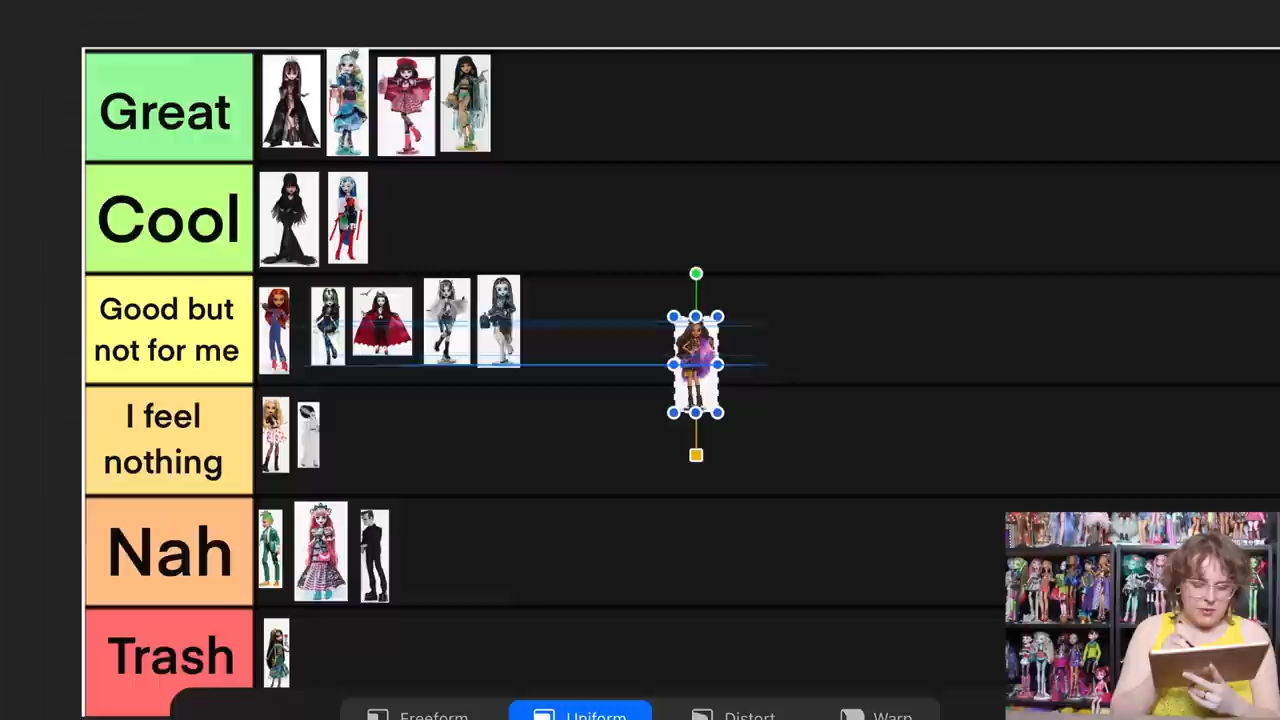 Great
Cool
Good but
not for me
I feel
nothing
Nah
Trash
Freeform
Uniform
Distort
Warp